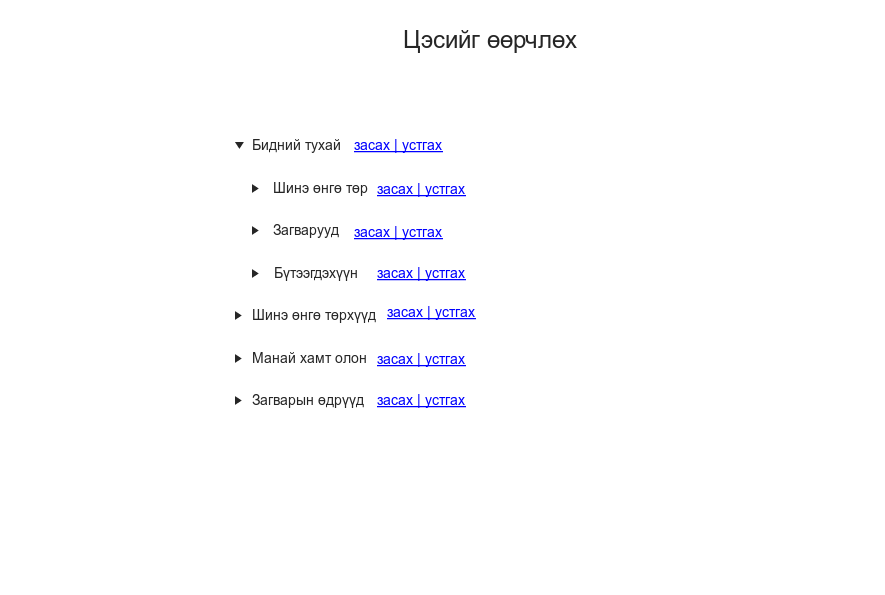 Цэсийг өөрчлөх
Бидний тухай засах | устгах
Шинэ өнгө төр засах | устгах
Загварууд засах | устгах
Бүтээгдэхүүн засах | устгах
Шинэ өнгө төрхүүд засах | устгах
Манай хамт олон засах | устгах
Загварын өдрүүд засах | устгах